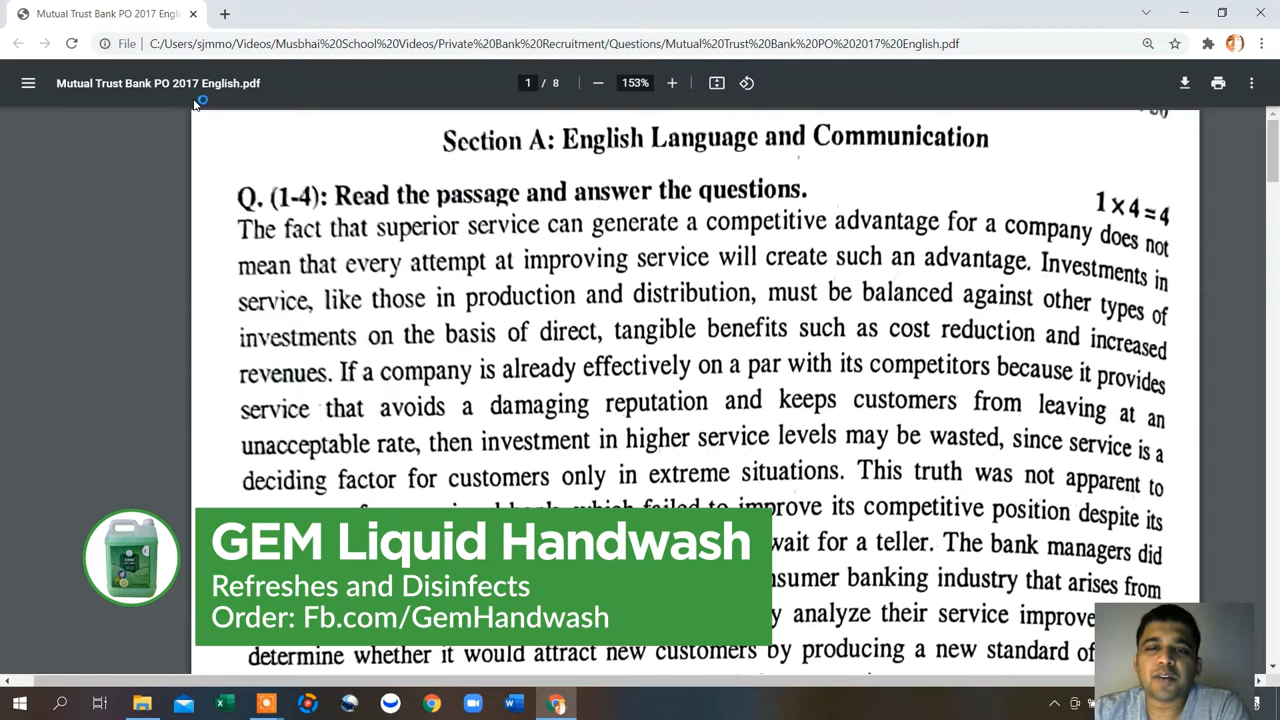 Mutual Trust Bank PO 2017 Engli
File
C:/Users/sjmmo/Videos/Musbhai%20School%20Videos/Private%20Bank%20Recruitment/Questions/Mutual%20Trust%20Bank%20PO%202017%20English.pdf
Mutual Trust Bank PO 2017 English.pdf
1 / 8
153%
Section A: English Language and Communication
Q. (1-4): Read the passage and answer the questions.
1 × 4 = 4
The fact that superior service can generate a competitive advantage for a company does not
mean that every attempt at improving service will create such an advantage. Investments in
service, like those in production and distribution, must be balanced against other types of
investments on the basis of direct, tangible benefits such as cost reduction and increased
revenues. If a company is already effectively on a par with its competitors because it provides
service that avoids a damaging reputation and keeps customers from leaving at an
unacceptable rate, then investment in higher service levels may be wasted, since service is a
deciding factor for customers only in extreme situations. This truth was not apparent to
which failed to improve its competitive position despite its
wait for a teller. The bank managers did
nsumer banking industry that arises from
y analyze their service improve
determine whether it would attract new customers by producing a new standard of
GEM Liquid Handwash
Refreshes and Disinfects
Order: Fb.com/GemHandwash